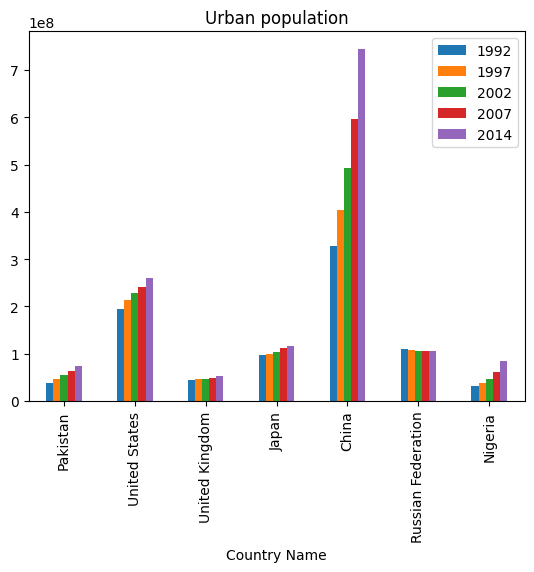 Urban population
1e8
7
6
5
4
3
2
1
0
1992
1997
2002
2007
2014
Pakistan
United States
United Kingdom
Japan
China
Russian Federation
Nigeria
Country Name